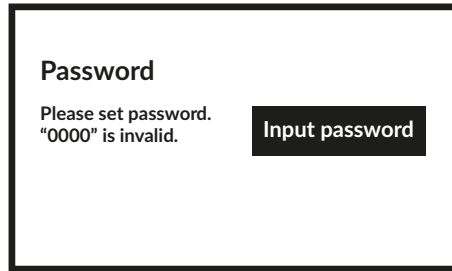 Password
Please set password.
“0000” is invalid.
Input password